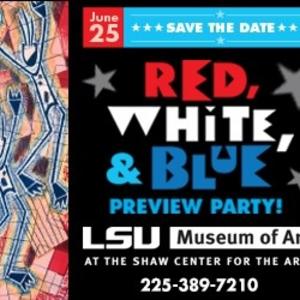 June
25
SAVE THE DATE
RED,
WHiTE,
& BLUE
PREVIEW PARTY!
LSU Museum of Ar
AT THE SHAW CENTER FOR THE AR
225-389-7210